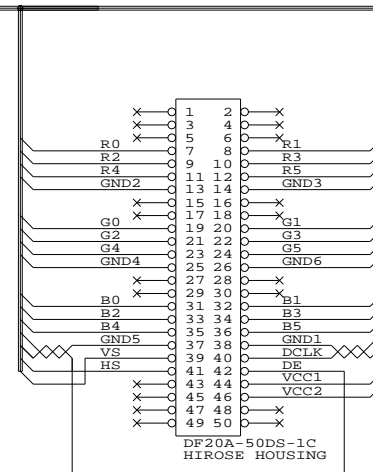 1 2
3 4
5 6
R0 7 8 R1
R2 9 10 R3
R4 11 12 R5
GND2 13 14 GND3
15 16
17 18
G0 19 20 G1
G2 21 22 G3
G4 23 24 G5
GND4 25 26 GND6
27 28
29 30
B0 31 32 B1
B2 33 34 B3
B4 35 36 B5
GND5 37 38 GND1
VS 39 40 DCLK
HS 41 42 DE
43 44 VCC1
45 46 VCC2
47 48
49 50
DF20A-50DS-1C
HIROSE HOUSING